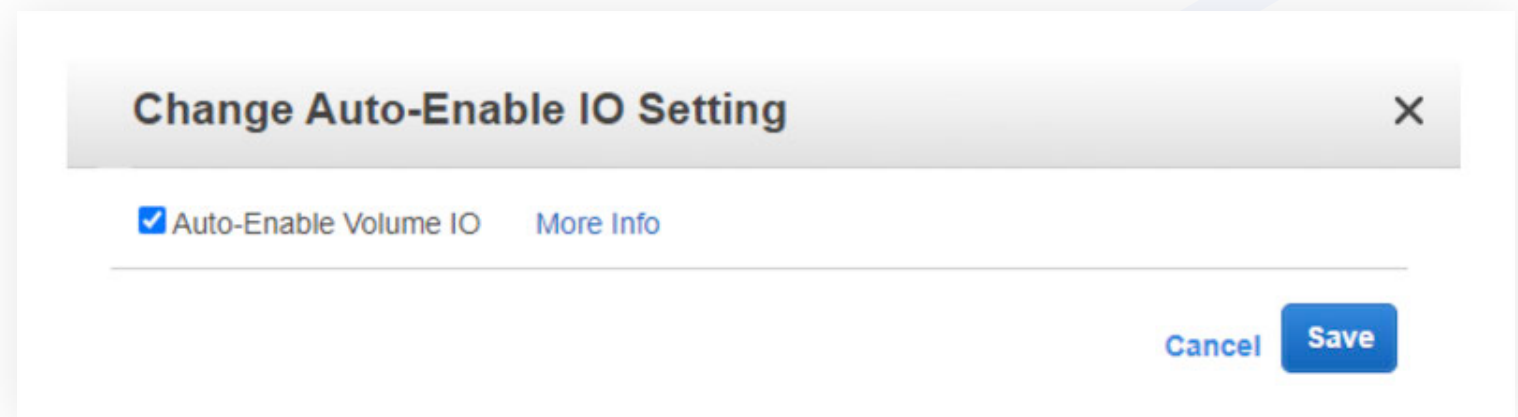 Change Auto-Enable IO Setting
Auto-Enable Volume IO More Info
Cancel Save